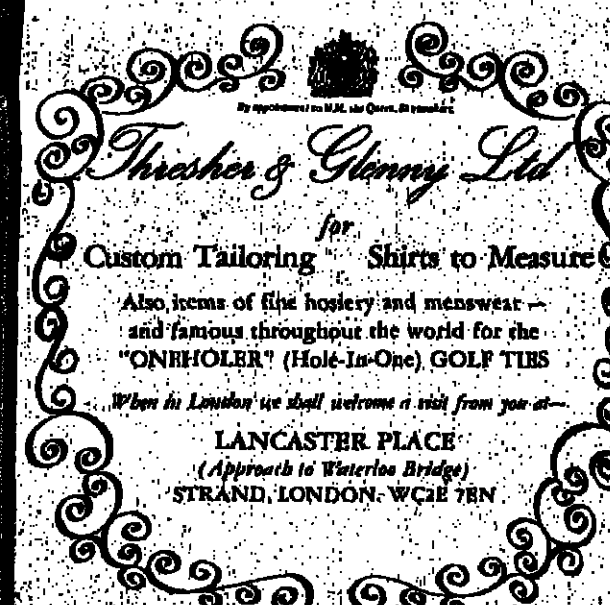 By appointment to H.M. the Queen, Shirtmakers
Thresher & Glenny Ltd
for
Custom Tailoring Shirts to Measure
Also items of fine hosiery and menswear —
and famous throughout the world for the
"ONEHOLER" (Hole-In-One) GOLF TIES
When in London we shall welcome a visit from you at—
LANCASTER PLACE
(Approach to Waterloo Bridge)
STRAND, LONDON. WC2E 7EN